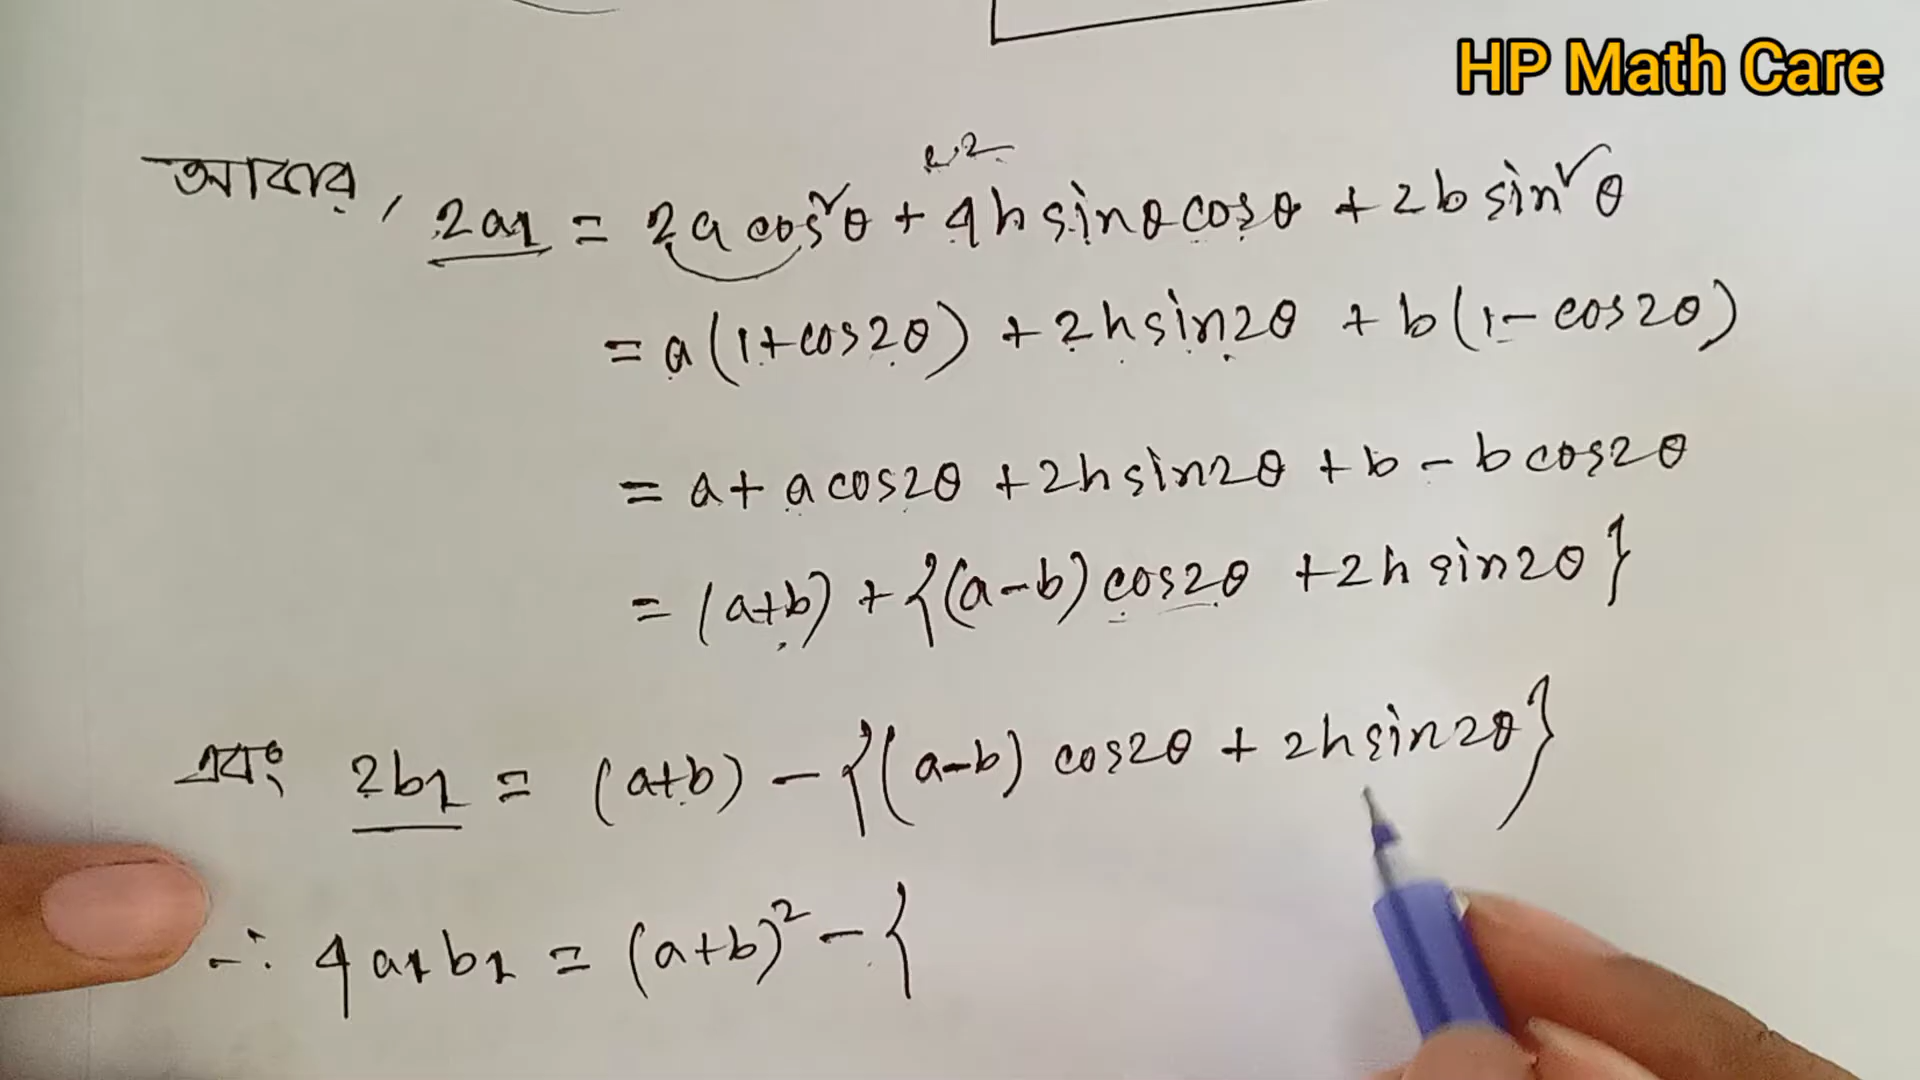 HP Math Care
আবার, 2a₁ = 2a cos²θ + 4h sinθ cosθ + 2b sin²θ
= a(1+cos2θ) + 2h sin2θ + b(1-cos2θ)
= a + a cos2θ + 2h sin2θ + b - b cos2θ
= (a+b) + {(a-b) cos2θ + 2h sin2θ}
এবং 2b₁ = (a+b) - {(a-b) cos2θ + 2h sin2θ}
∴ 4a₁b₁ = (a+b)² - {